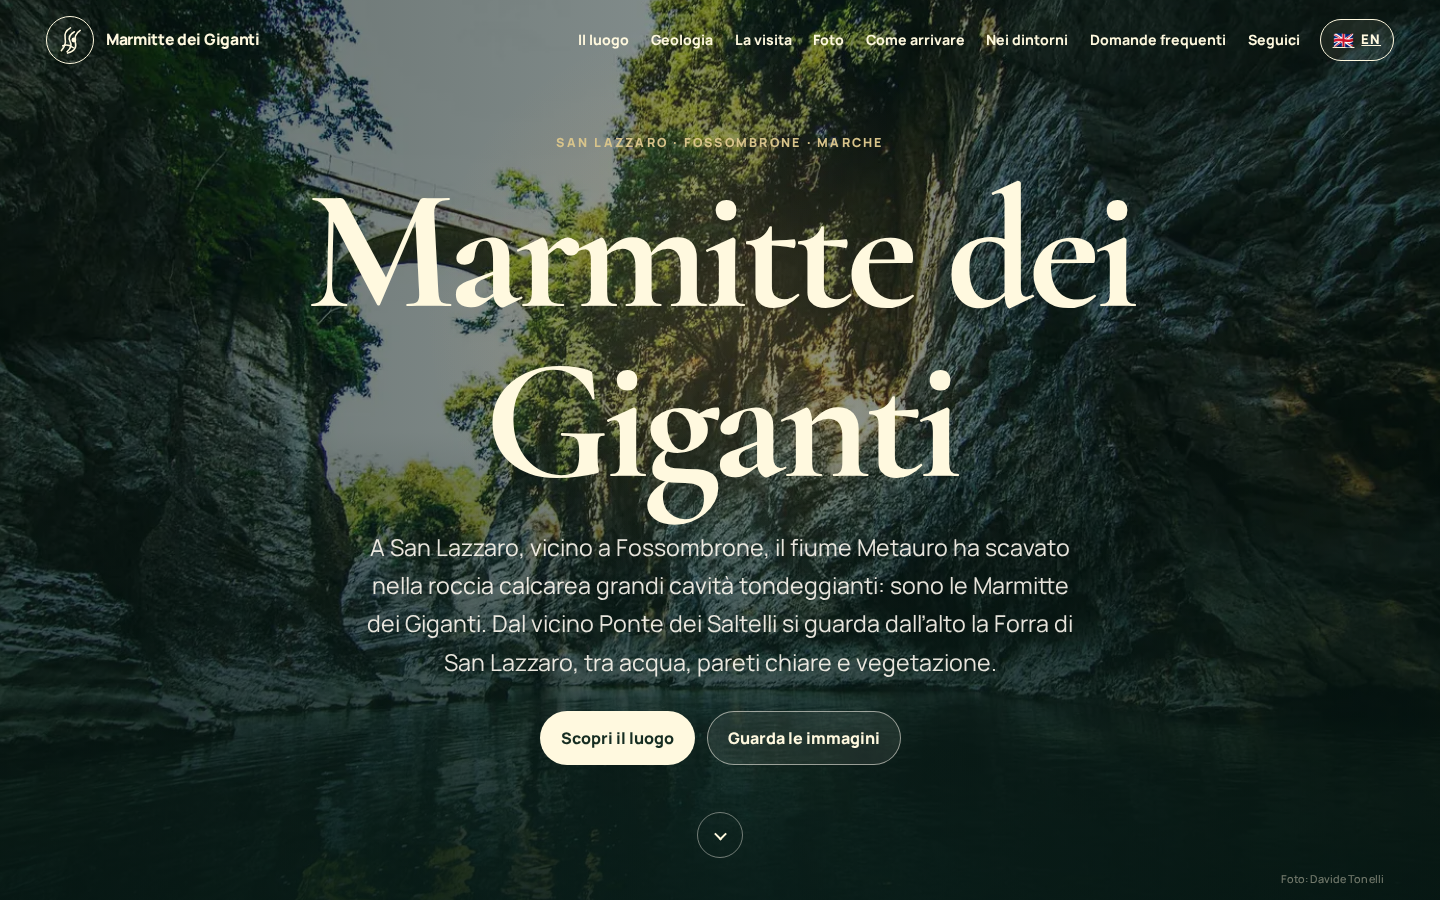 Marmitte dei Giganti
Il luogo
Geologia
La visita
Foto
Come arrivare
Nei dintorni
Domande frequenti
Seguici
EN
SAN LAZZARO · FOSSOMBRONE · MARCHE
Marmitte dei
Giganti
A San Lazzaro, vicino a Fossombrone, il fiume Metauro ha scavato
nella roccia calcarea grandi cavità tondeggianti: sono le Marmitte
dei Giganti. Dal vicino Ponte dei Saltelli si guarda dall’alto la Forra di
San Lazzaro, tra acqua, pareti chiare e vegetazione.
Scopri il luogo
Guarda le immagini
Foto: Davide Tonelli